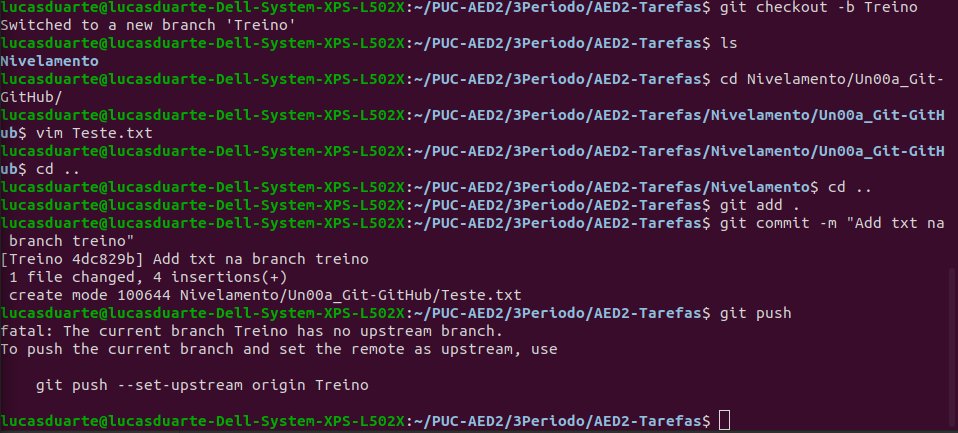 lucasduarte@lucasduarte-Dell-System-XPS-L502X:~/PUC-AED2/3Periodo/AED2-Tarefas$ git checkout -b Treino
Switched to a new branch 'Treino'
lucasduarte@lucasduarte-Dell-System-XPS-L502X:~/PUC-AED2/3Periodo/AED2-Tarefas$ ls
Nivelamento
lucasduarte@lucasduarte-Dell-System-XPS-L502X:~/PUC-AED2/3Periodo/AED2-Tarefas$ cd Nivelamento/Un00a_Git-
GitHub/
lucasduarte@lucasduarte-Dell-System-XPS-L502X:~/PUC-AED2/3Periodo/AED2-Tarefas/Nivelamento/Un00a_Git-GitH
ub$ vim Teste.txt
lucasduarte@lucasduarte-Dell-System-XPS-L502X:~/PUC-AED2/3Periodo/AED2-Tarefas/Nivelamento/Un00a_Git-GitH
ub$ cd ..
lucasduarte@lucasduarte-Dell-System-XPS-L502X:~/PUC-AED2/3Periodo/AED2-Tarefas/Nivelamento$ cd ..
lucasduarte@lucasduarte-Dell-System-XPS-L502X:~/PUC-AED2/3Periodo/AED2-Tarefas$ git add .
lucasduarte@lucasduarte-Dell-System-XPS-L502X:~/PUC-AED2/3Periodo/AED2-Tarefas$ git commit -m "Add txt na
 branch treino"
[Treino 4dc829b] Add txt na branch treino
 1 file changed, 4 insertions(+)
 create mode 100644 Nivelamento/Un00a_Git-GitHub/Teste.txt
lucasduarte@lucasduarte-Dell-System-XPS-L502X:~/PUC-AED2/3Periodo/AED2-Tarefas$ git push
fatal: The current branch Treino has no upstream branch.
To push the current branch and set the remote as upstream, use
    git push --set-upstream origin Treino
lucasduarte@lucasduarte-Dell-System-XPS-L502X:~/PUC-AED2/3Periodo/AED2-Tarefas$